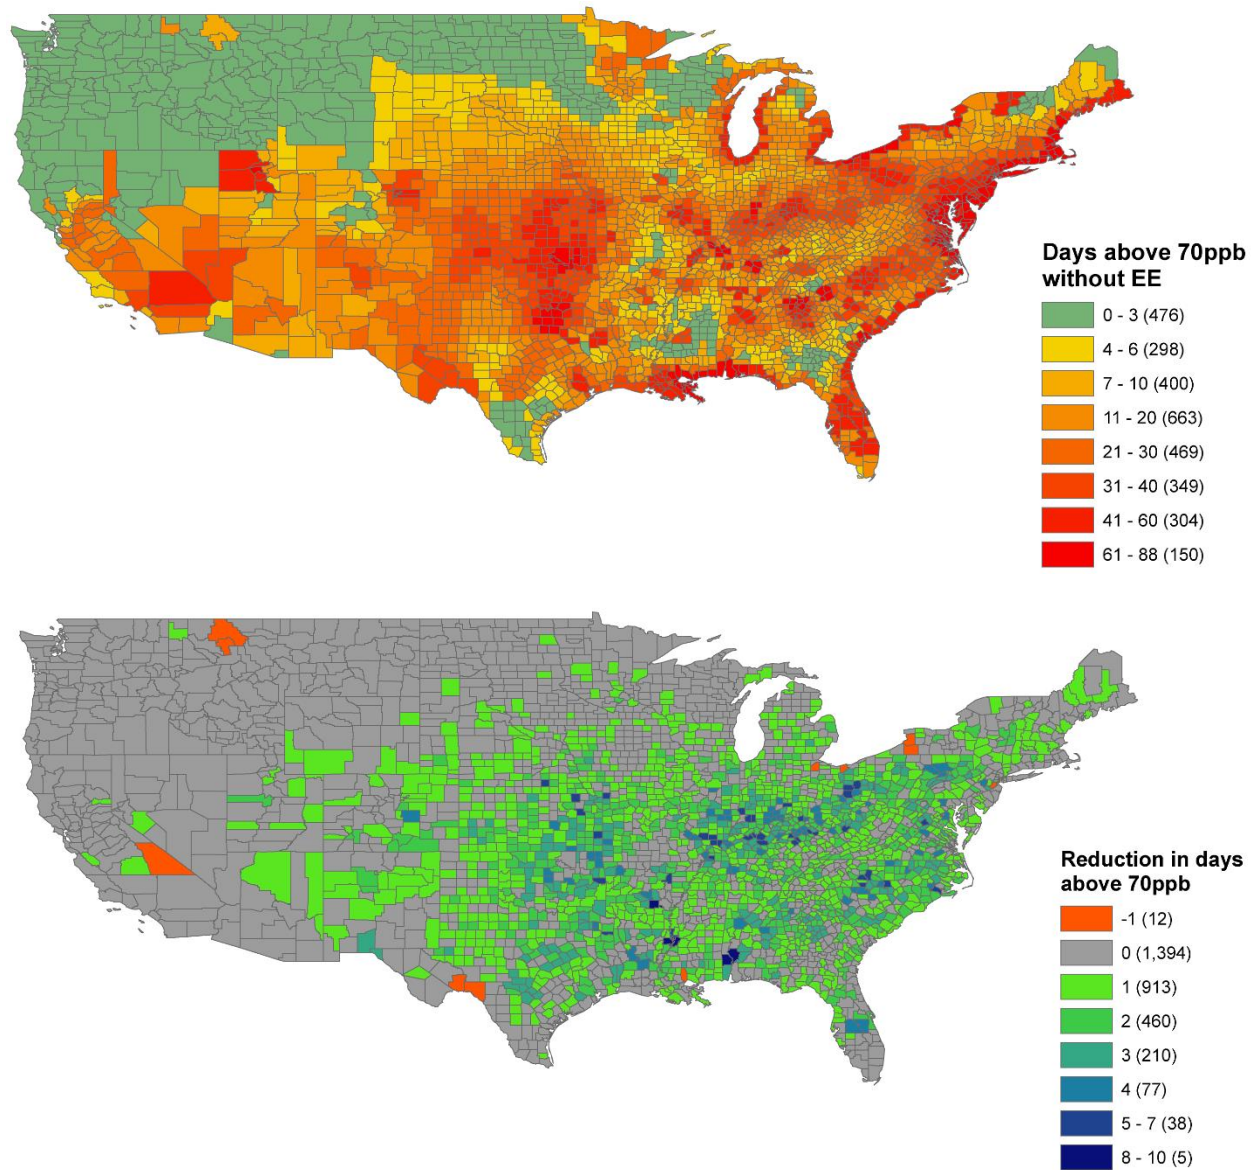 Days above 70ppb
without EE
0 - 3 (476)
4 - 6 (298)
7 - 10 (400)
11 - 20 (663)
21 - 30 (469)
31 - 40 (349)
41 - 60 (304)
61 - 88 (150)
Reduction in days
above 70ppb
-1 (12)
0 (1,394)
1 (913)
2 (460)
3 (210)
4 (77)
5 - 7 (38)
8 - 10 (5)